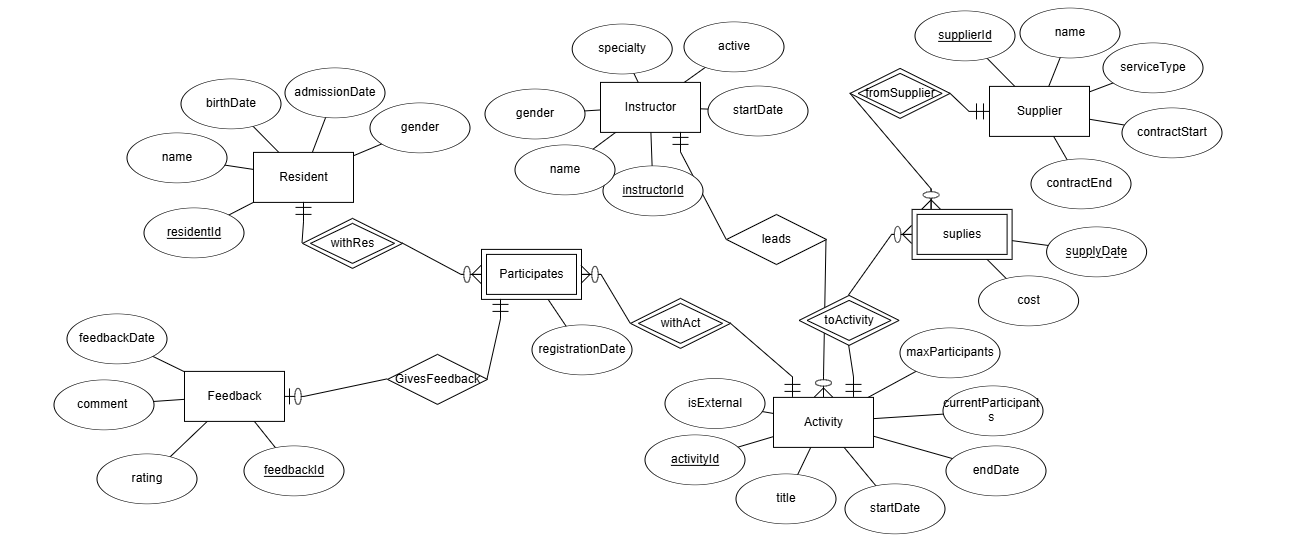 supplierId
name
serviceType
fromSupplier
Supplier
contractStart
contractEnd
specialty
active
gender
Instructor
startDate
name
instructorId
birthDate
admissionDate
gender
name
Resident
residentId
withRes
leads
suplies
supplyDate
cost
Participates
registrationDate
withAct
toActivity
feedbackDate
comment
Feedback
GivesFeedback
rating
feedbackId
maxParticipants
isExternal
currentParticipant
s
Activity
activityId
endDate
title
startDate